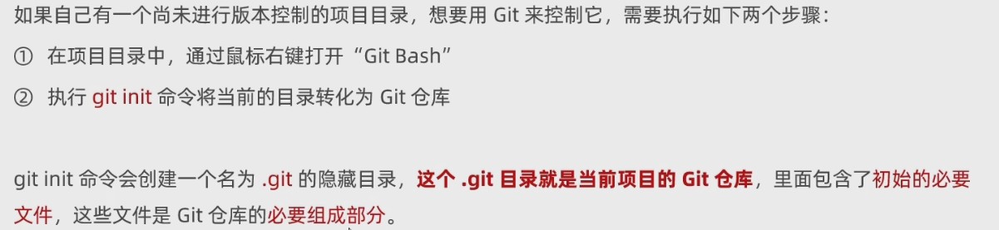 如果自己有一个尚未进行版本控制的项目目录，想要用 Git 来控制它，需要执行如下两个步骤：
① 在项目目录中，通过鼠标右键打开“Git Bash”
② 执行 git init 命令将当前的目录转化为 Git 仓库
git init 命令会创建一个名为 .git 的隐藏目录，这个 .git 目录就是当前项目的 Git 仓库，里面包含了初始的必要
文件，这些文件是 Git 仓库的必要组成部分。